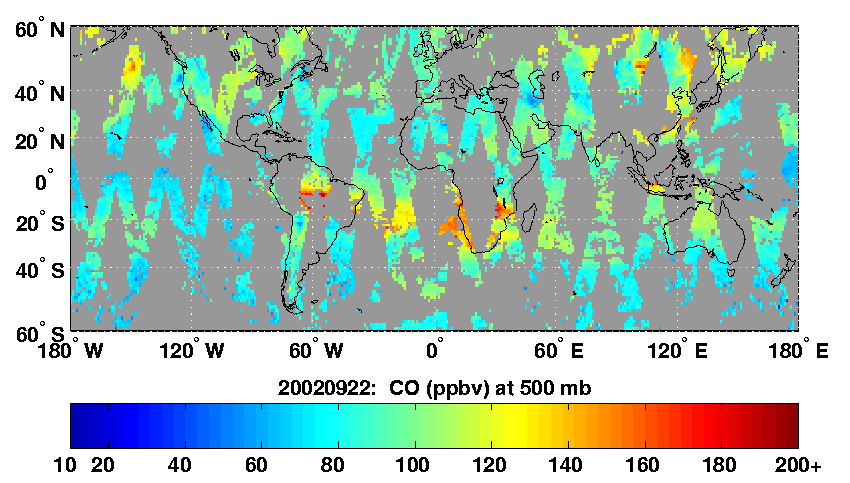 60° N
40° N
20° N
0°
20° S
40° S
60° S
180° W 120° W 60° W 0° 60° E 120° E 180° E
20020922: CO (ppbv) at 500 mb
10 20 40 60 80 100 120 140 160 180 200+